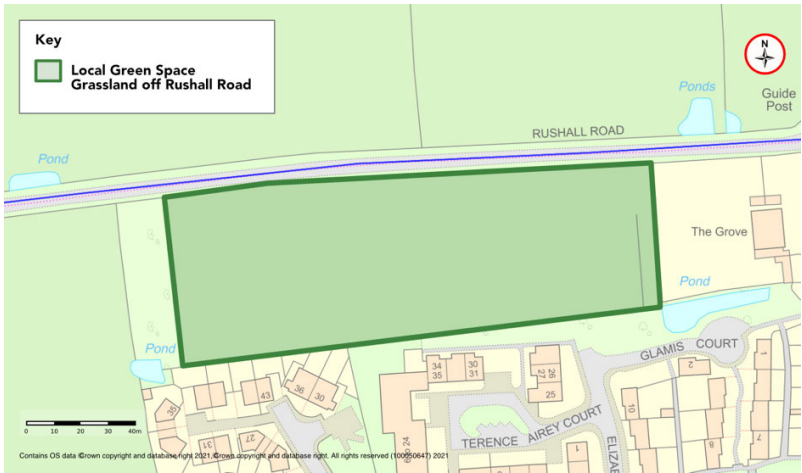 Key
Local Green Space
Grassland off Rushall Road
N
Ponds
Guide
Post
RUSHALL ROAD
Pond
The Grove
Pond
Pond
GLAMIS COURT
34
35
30
31
26
27
25
2
1
7
36
30
43
35
31
27
10
8
TERENCE AIREY COURT
1
0 10 20 30 40m
Contains OS data ©Crown copyright and database right 2021, ©rown copyright and database right. All rights reserved (100050647) 2021